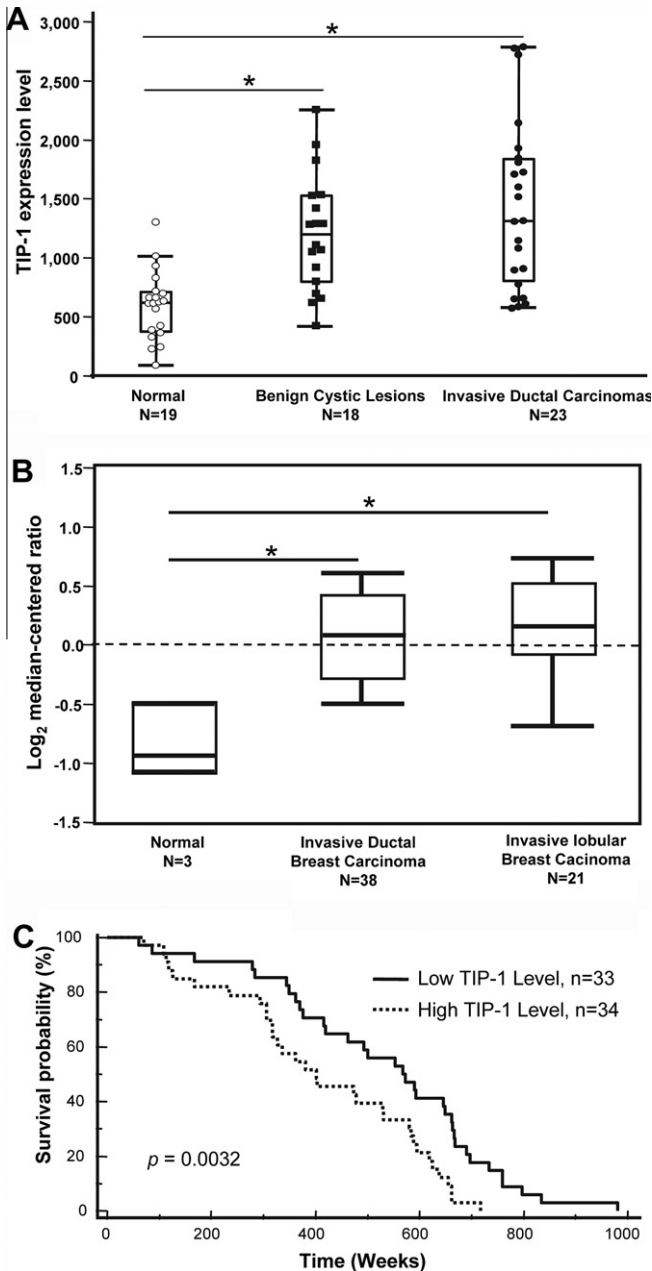 A
3,000
2,500
2,000
1,500
1,000
500
0
TIP-1 expression level
*
*
Normal
N=19
Benign Cystic Lesions
N=18
Invasive Ductal Carcinomas
N=23
B
1.5
1.0
0.5
0.0
-0.5
-1.0
-1.5
Log2 median-centered ratio
*
*
Normal
N=3
Invasive Ductal
Breast Carcinoma
N=38
Invasive lobular
Breast Cacinoma
N=21
C
100
80
60
40
20
0
Survival probability (%)
Low TIP-1 Level, n=33
High TIP-1 Level, n=34
p = 0.0032
0
200
400
600
800
1000
Time (Weeks)